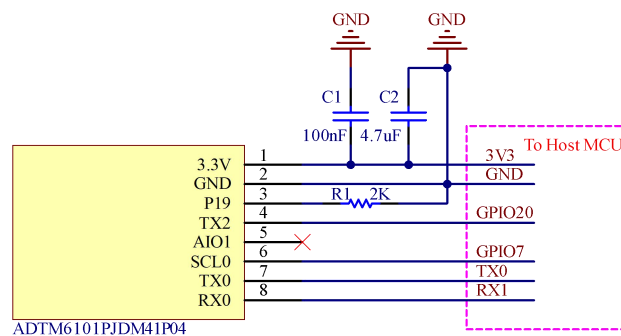 GND GND
C1 C2
100nF 4.7uF
To Host MCU
3.3V 1 3V3
GND 2 GND
P19 3 R1 2K
TX2 4 GPIO20
AIO1 5
SCL0 6 GPIO7
TX0 7 TX0
RX0 8 RX1
ADTM6101PJDM41P04